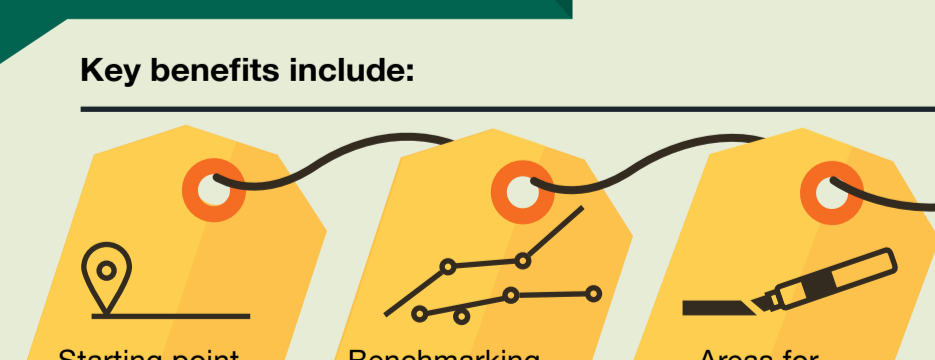 Key benefits include:
Starting point
Benchmarking
Areas for